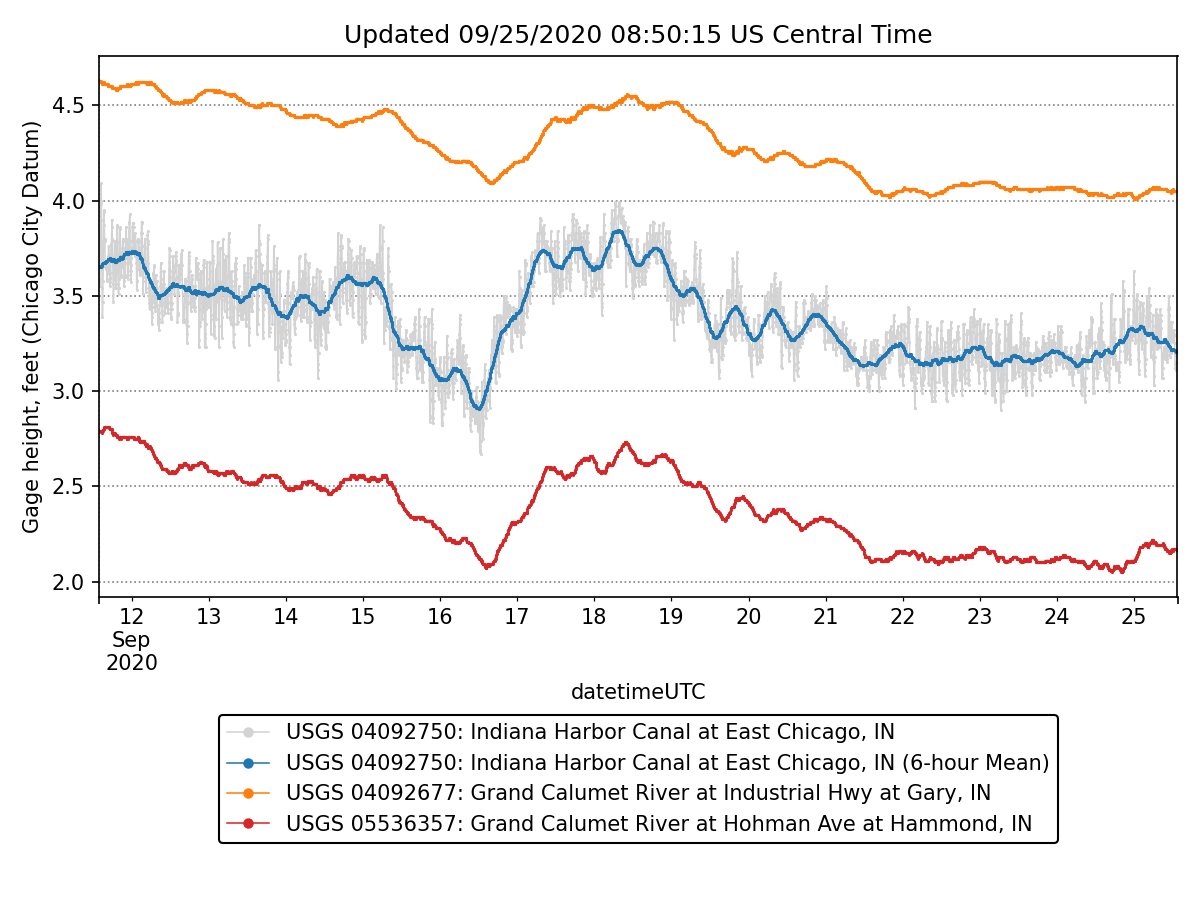 Updated 09/25/2020 08:50:15 US Central Time
Gage height, feet (Chicago City Datum)
4.5
4.0
3.5
3.0
2.5
2.0
12 13 14 15 16 17 18 19 20 21 22 23 24 25
Sep
2020
datetimeUTC
USGS 04092750: Indiana Harbor Canal at East Chicago, IN
USGS 04092750: Indiana Harbor Canal at East Chicago, IN (6-hour Mean)
USGS 04092677: Grand Calumet River at Industrial Hwy at Gary, IN
USGS 05536357: Grand Calumet River at Hohman Ave at Hammond, IN